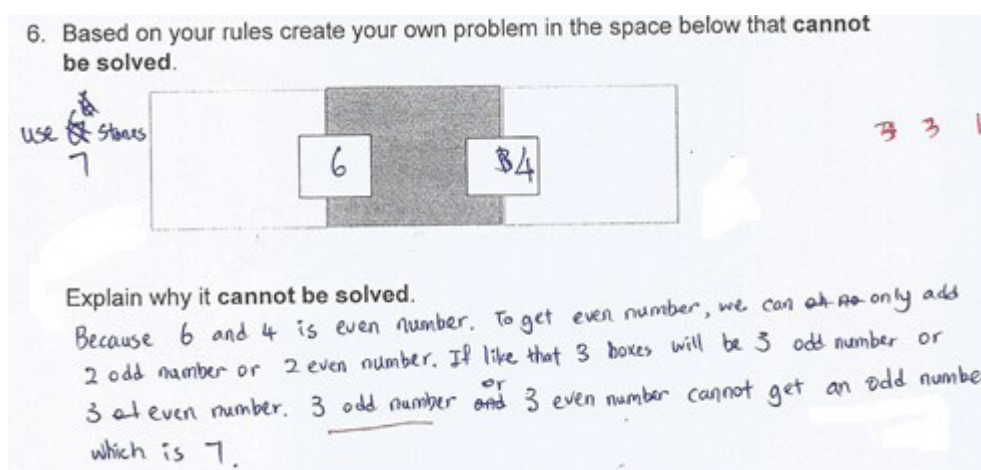 6. Based on your rules create your own problem in the space below that cannot
be solved.
use stones
7
6
4
3 3
Explain why it cannot be solved.
Because 6 and 4 is even number. To get even number, we can only add
2 odd number or 2 even number. If like that 3 boxes will be 3 odd number or
3 even number. 3 odd number or 3 even number cannot get an odd numbe
which is 7.